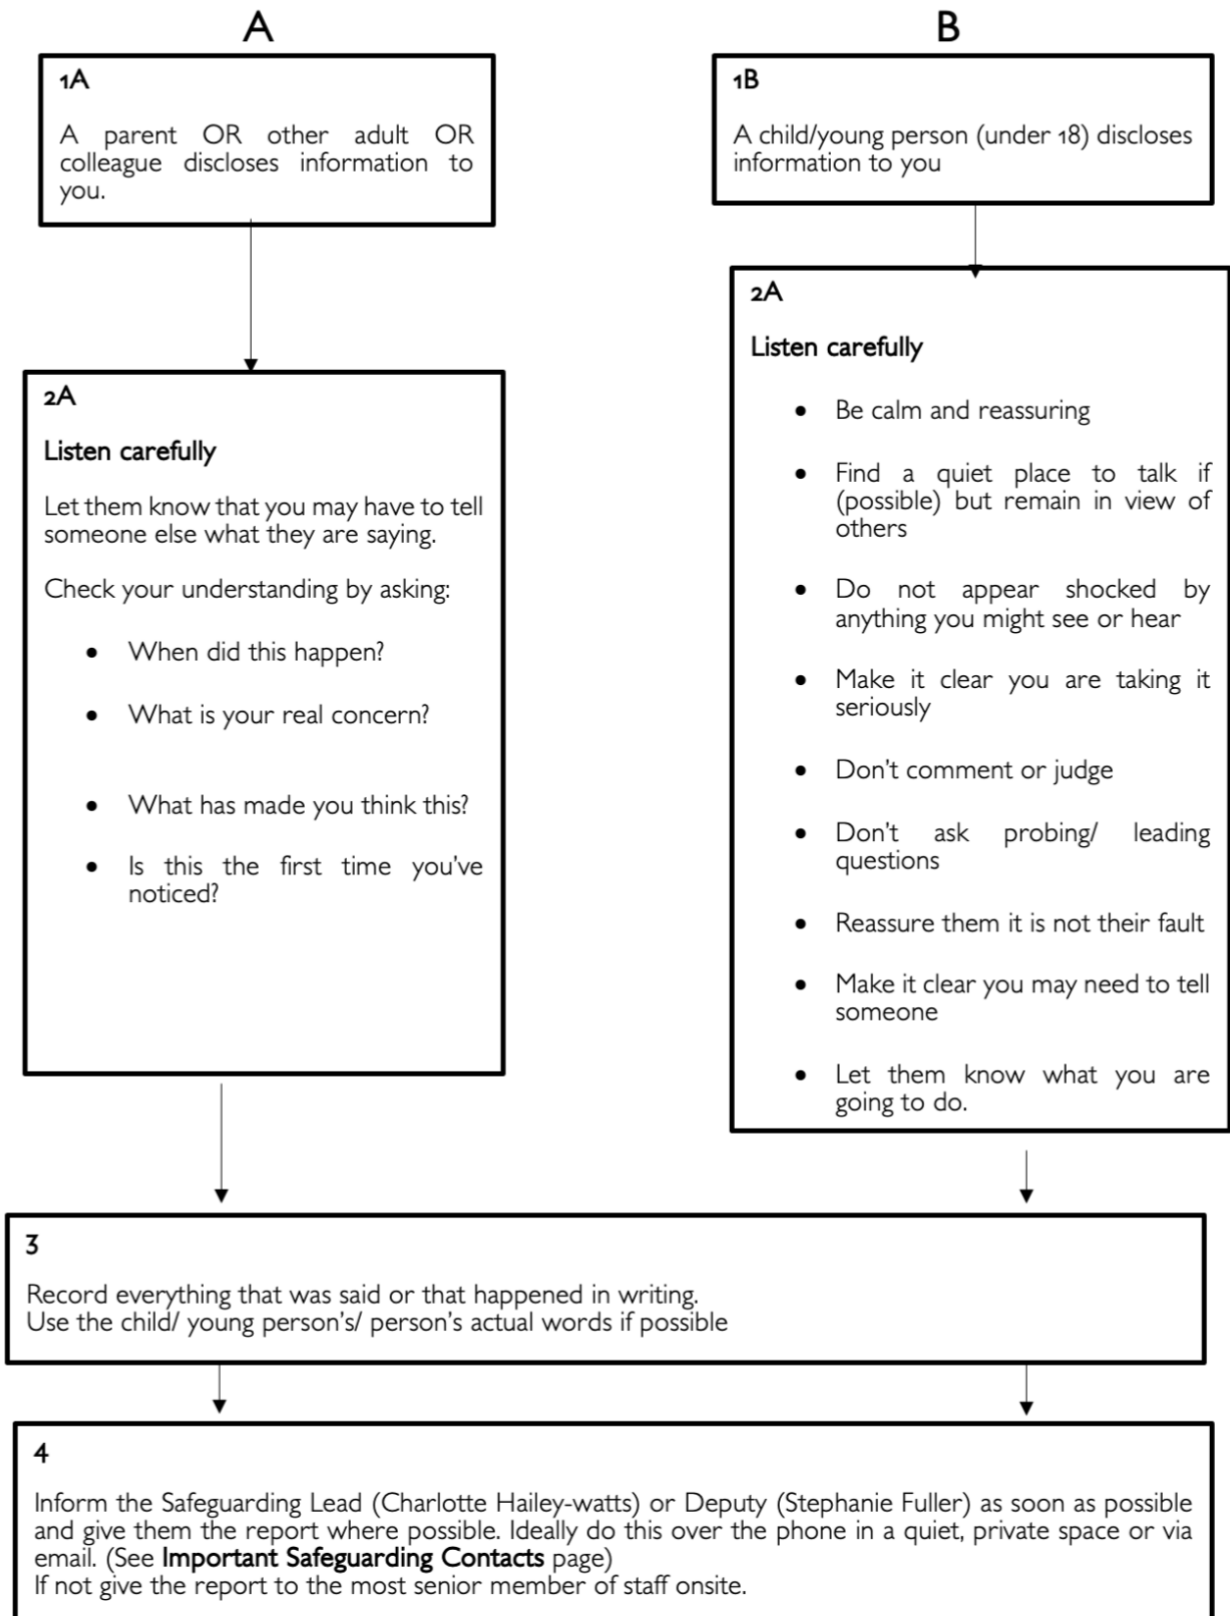 A
1A
A parent OR other adult OR
colleague discloses information to
you.
2A
Listen carefully
Let them know that you may have to tell
someone else what they are saying.
Check your understanding by asking:
• When did this happen?
• What is your real concern?
• What has made you think this?
• Is this the first time you've
noticed?
B
1B
A child/young person (under 18) discloses
information to you
2A
Listen carefully
• Be calm and reassuring
• Find a quiet place to talk if
(possible) but remain in view of
others
• Do not appear shocked by
anything you might see or hear
• Make it clear you are taking it
seriously
• Don't comment or judge
• Don't ask probing/ leading
questions
• Reassure them it is not their fault
• Make it clear you may need to tell
someone
• Let them know what you are
going to do.
3
Record everything that was said or that happened in writing.
Use the child/ young person's/ person's actual words if possible
4
Inform the Safeguarding Lead (Charlotte Hailey-watts) or Deputy (Stephanie Fuller) as soon as possible
and give them the report where possible. Ideally do this over the phone in a quiet, private space or via
email. (See Important Safeguarding Contacts page)
If not give the report to the most senior member of staff onsite.